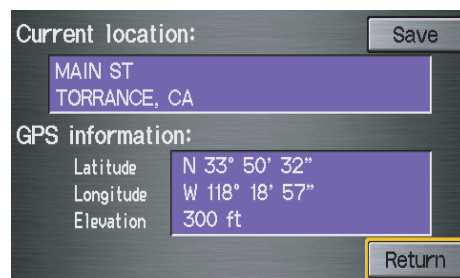 Current location: Save
MAIN ST
TORRANCE, CA
GPS information:
Latitude N 33° 50' 32"
Longitude W 118° 18' 57"
Elevation 300 ft
Return